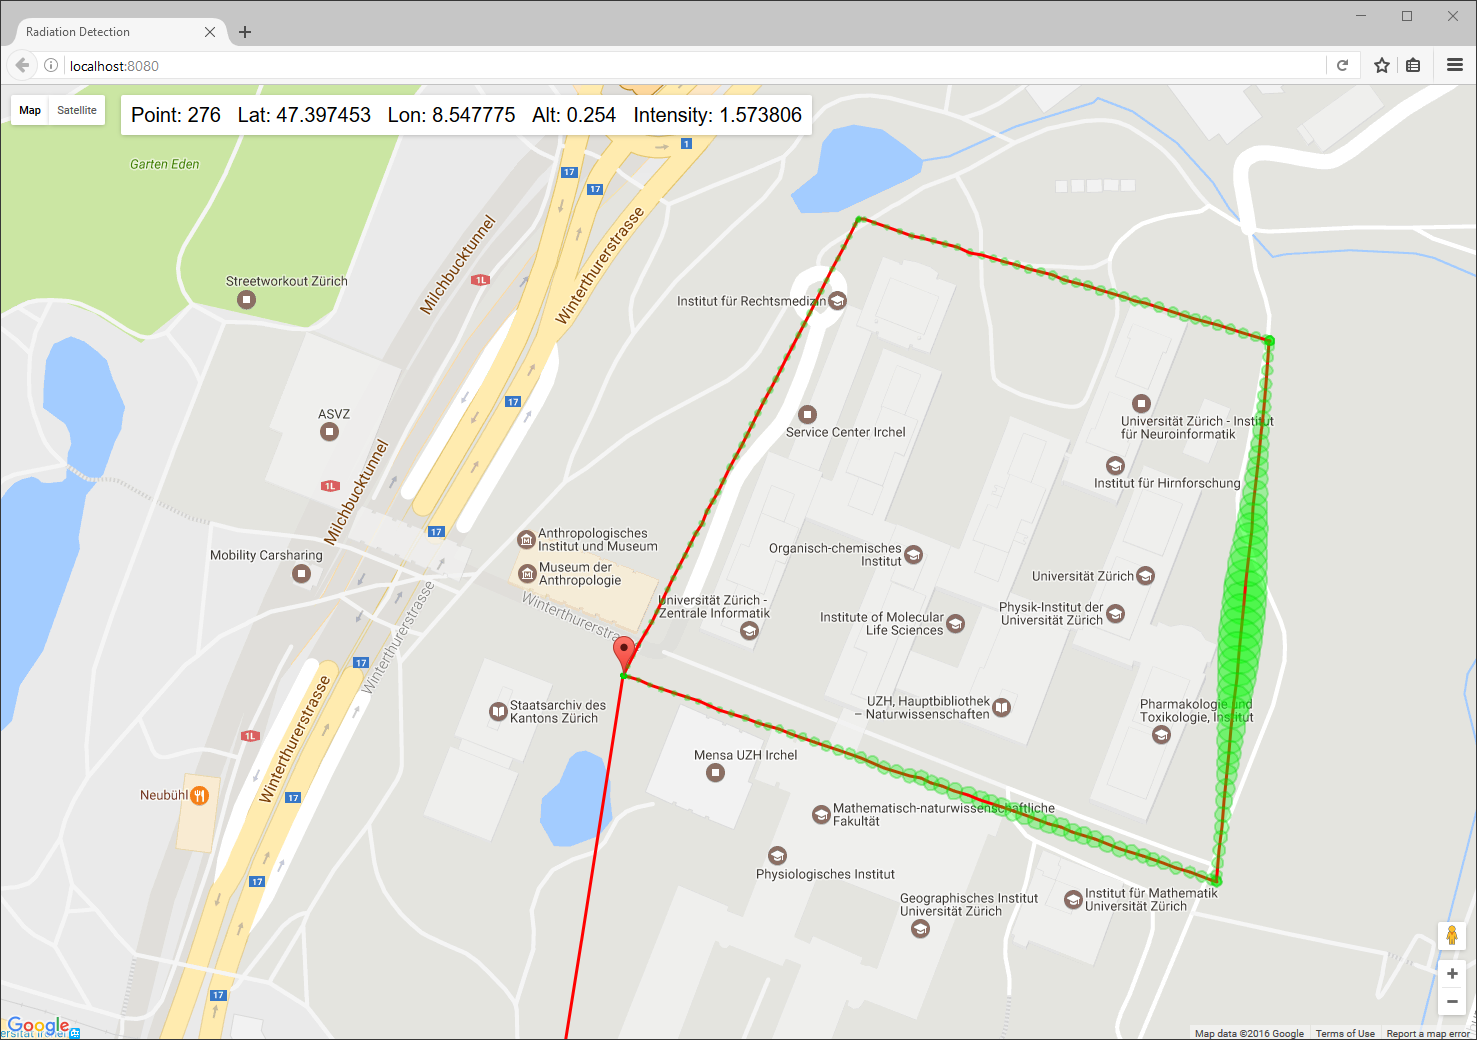 Radiation Detection
localhost:8080
Map
Satellite
Point: 276 Lat: 47.397453 Lon: 8.547775 Alt: 0.254 Intensity: 1.573806
1
Garten Eden
17
17
Milchbucktunnel
Winterthurerstrasse
Streetworkout Zürich
1L
Institut für Rechtsmedizin
17
ASVZ
Service Center Irchel
Universität Zürich - Institut
für Neuroinformatik
Milchbucktunnel
1L
Institut für Hirnforschung
17
Anthropologisches
Institut und Museum
Mobility Carsharing
Organisch-chemisches
Institut
Museum der
Anthropologie
Universität Zürich
Winterthurerstrasse
Winterthurerstra
Universität Zürich -
Zentrale Informatik
Institute of Molecular
Life Sciences
Physik-Institut der
Universität Zürich
17
Winterthurerstrasse
Staatsarchiv des
Kantons Zürich
UZH, Hauptbibliothek
– Naturwissenschaften
Pharmakologie und
Toxikologie, Institut
1L
Mensa UZH Irchel
Neubühl
17
Mathematisch-naturwissenschaftliche
Fakultät
Physiologisches Institut
17
Geographisches Institut
Universität Zürich
Institut für Mathematik
Universität Zürich
17
+
−
Google
ersität Irchel
Map data ©2016 Google
Terms of Use
Report a map error